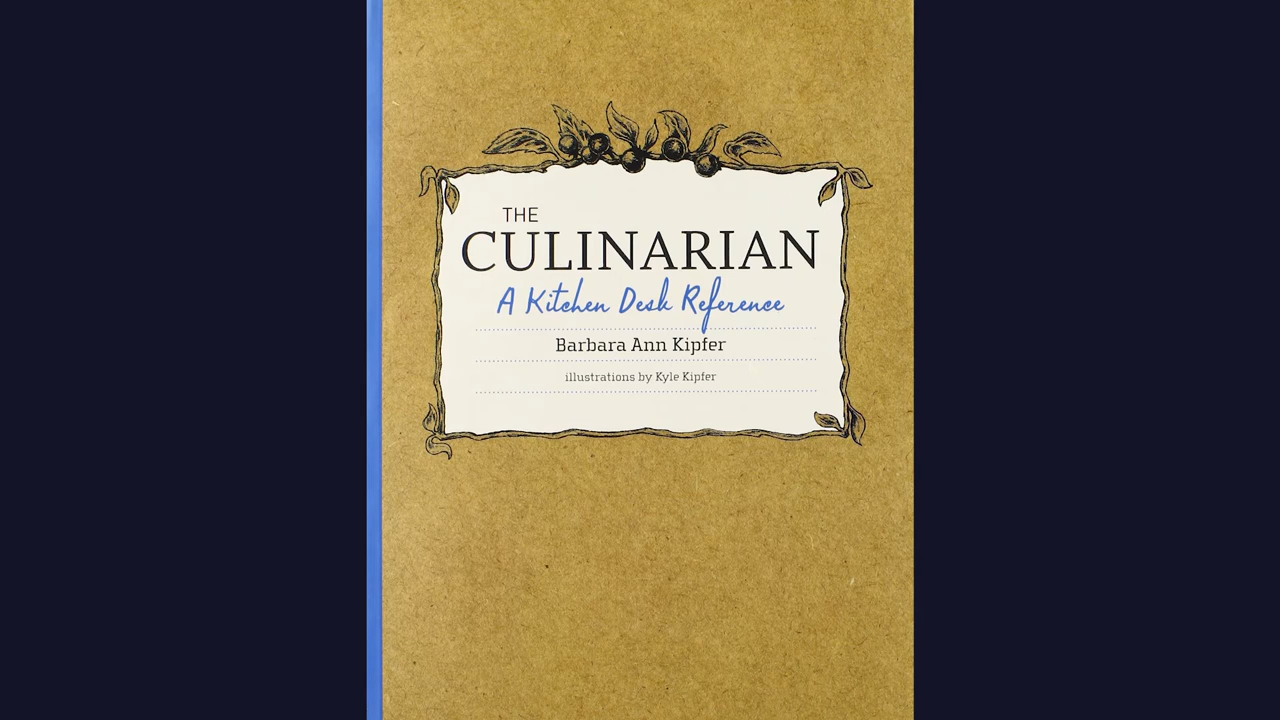 THE
CULINARIAN
A Kitchen Desk Reference
Barbara Ann Kipfer
illustrations by Kyle Kipfer